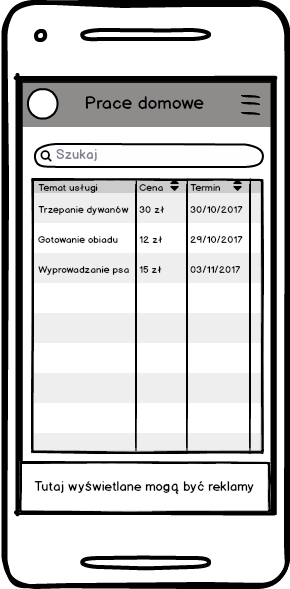 Prace domowe
Szukaj
Temat usługi Cena Termin
Trzepanie dywanów 30 zł 30/10/2017
Gotowanie obiadu 12 zł 29/10/2017
Wyprowadzanie psa 15 zł 03/11/2017
Tutaj wyświetlane mogą być reklamy